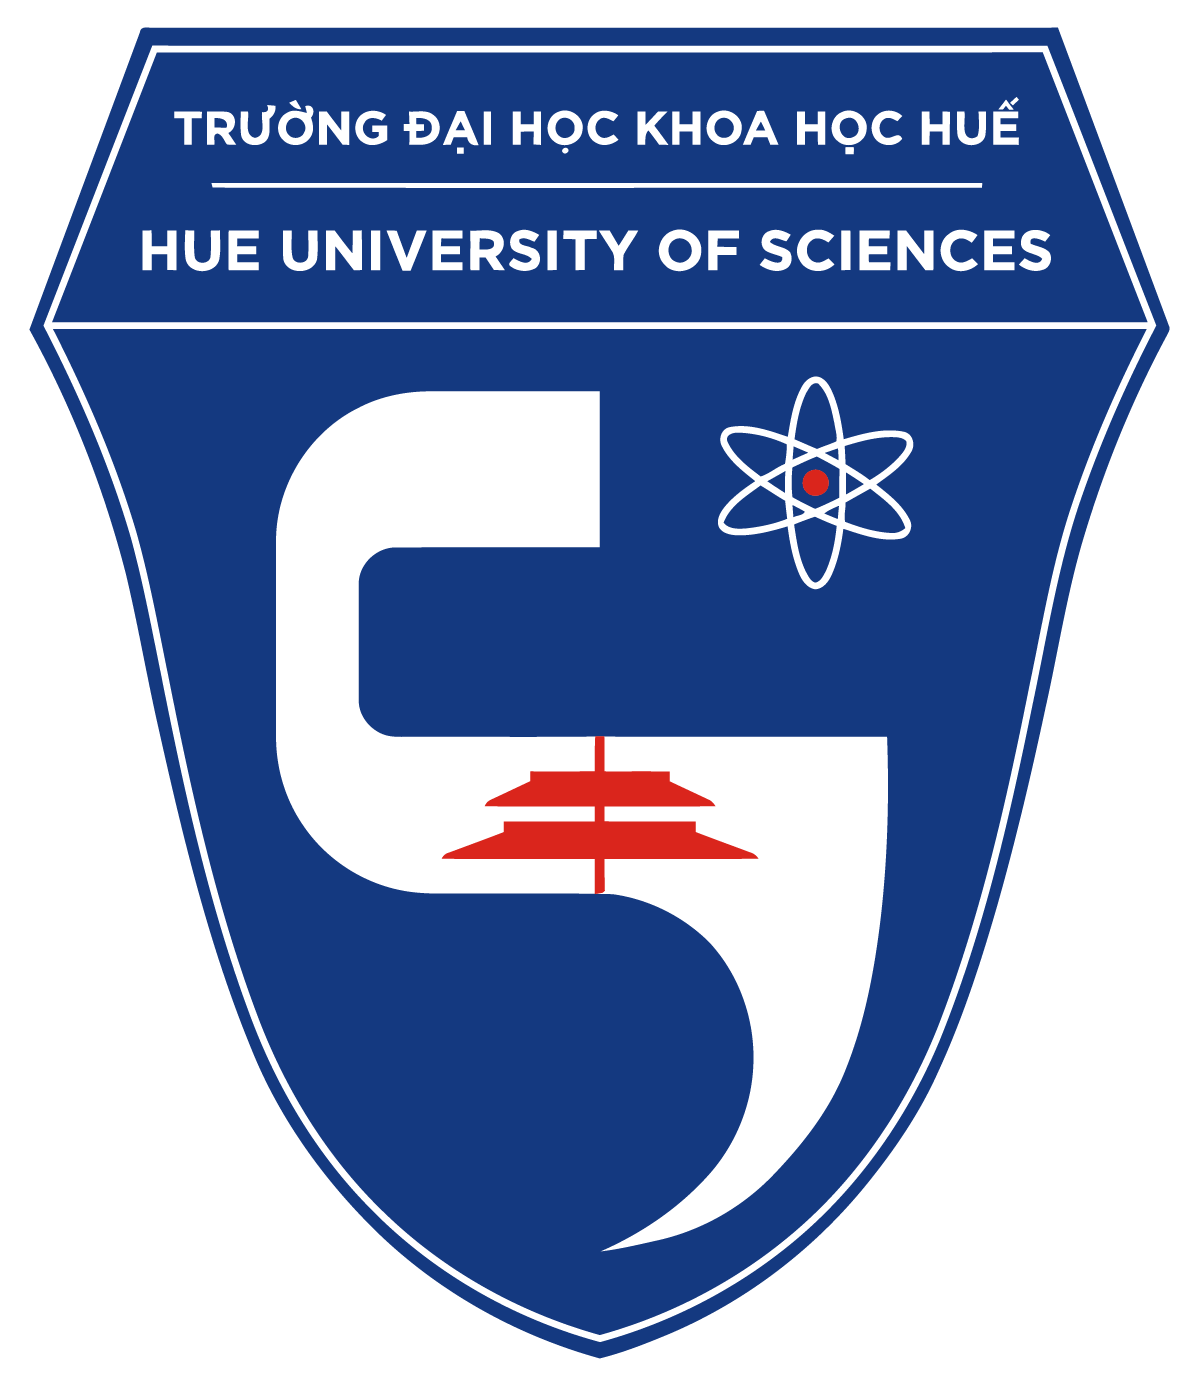 TRƯỜNG ĐẠI HỌC KHOA HỌC HUẾ
HUE UNIVERSITY OF SCIENCES